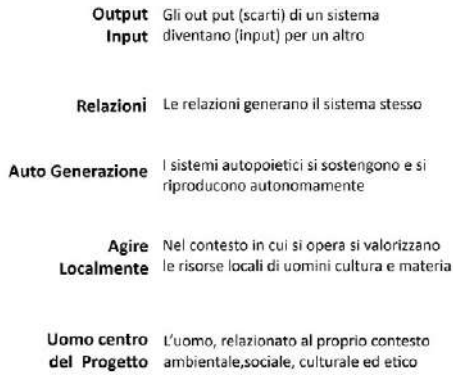 Output Gli out put (scarti) di un sistema
Input diventano (input) per un altro
Relazioni Le relazioni generano il sistema stesso
Auto Generazione I sistemi autopoietici si sostengono e si
riproducono autonomamente
Agire Nel contesto in cui si opera si valorizzano
Localmente le risorse locali di uomini cultura e materia
Uomo centro L'uomo, relazionato al proprio contesto
del Progetto ambientale,sociale, culturale ed etico